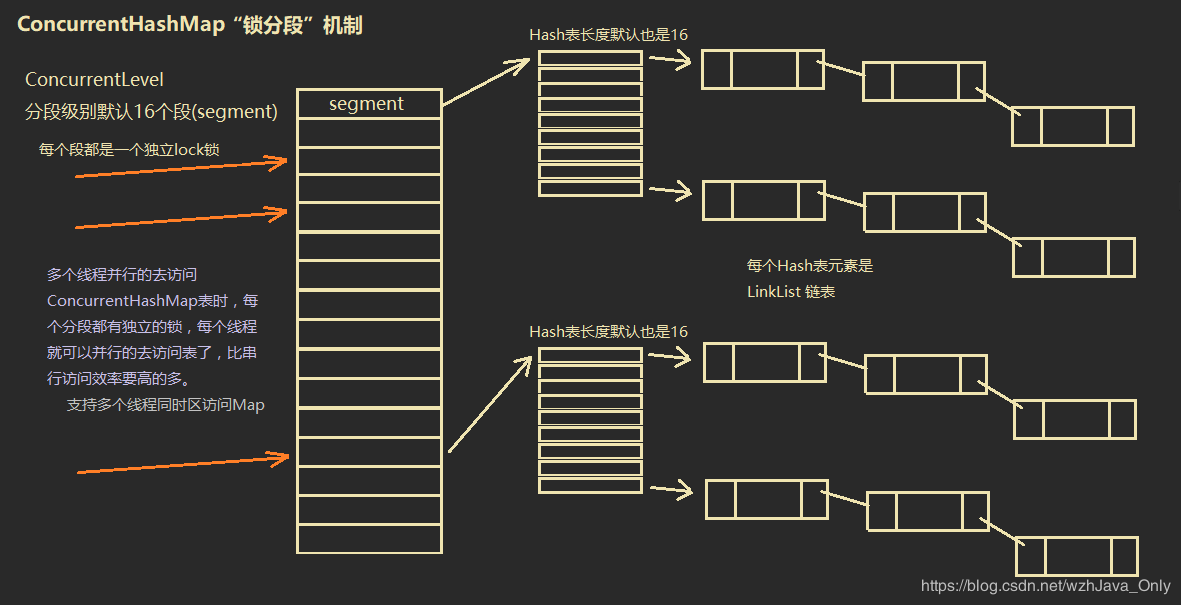 ConcurrentHashMap“锁分段”机制
ConcurrentLevel
分段级别默认16个段(segment)
每个段都是一个独立lock锁
segment
Hash表长度默认也是16
多个线程并行的去访问
ConcurrentHashMap表时，每
个分段都有独立的锁，每个线程
就可以并行的去访问表了，比串
行访问效率要高的多。
支持多个线程同时区访问Map
每个Hash表元素是
LinkList 链表
Hash表长度默认也是16
https://blog.csdn.net/wzhJava_Only